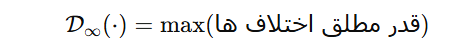 𝒟∞(·) = max(قدر مطلق اختلاف ها)